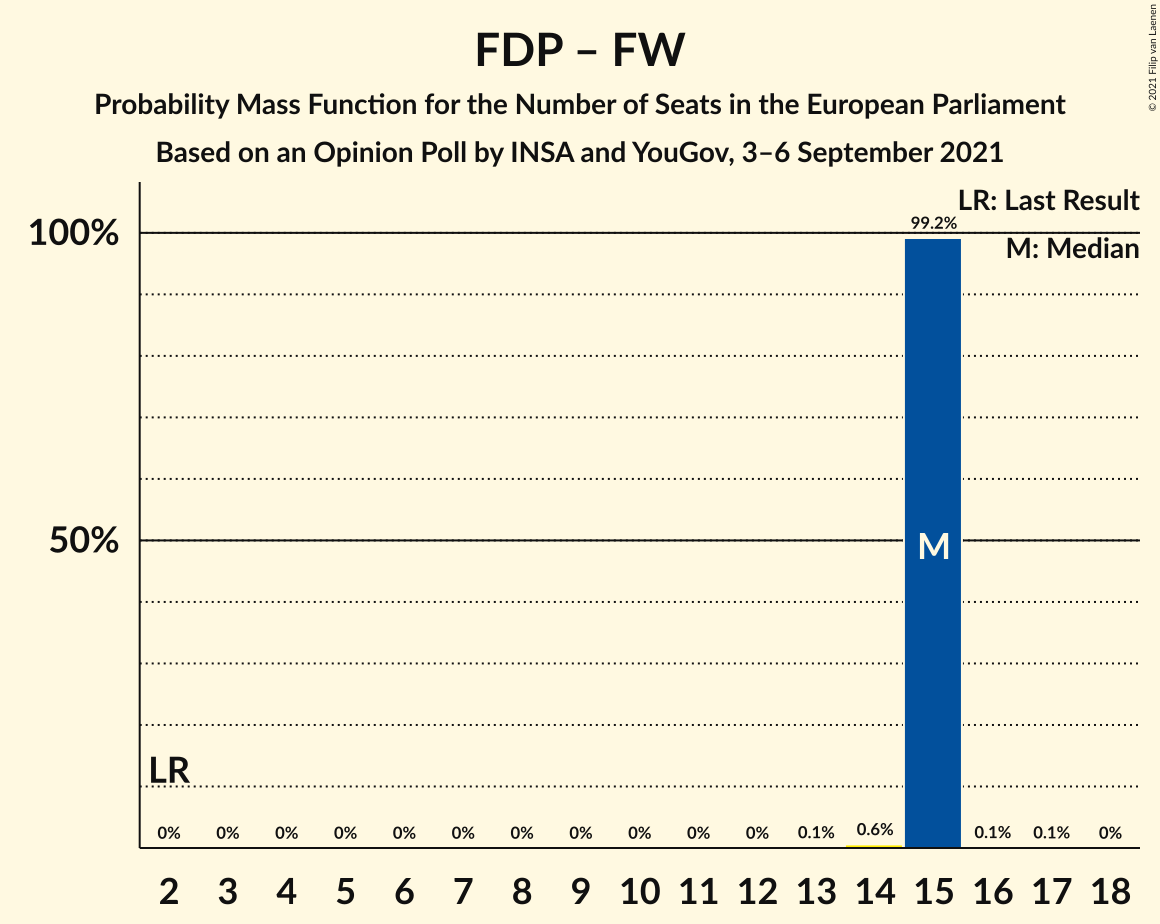 FDP – FW
Probability Mass Function for the Number of Seats in the European Parliament
Based on an Opinion Poll by INSA and YouGov, 3–6 September 2021
© 2021 Filip van Laenen
LR: Last Result
M: Median
100%
50%
99.2%
M
LR
0% 0% 0% 0% 0% 0% 0% 0% 0% 0% 0% 0.1% 0.6% 0.1% 0.1% 0%
2 3 4 5 6 7 8 9 10 11 12 13 14 15 16 17 18